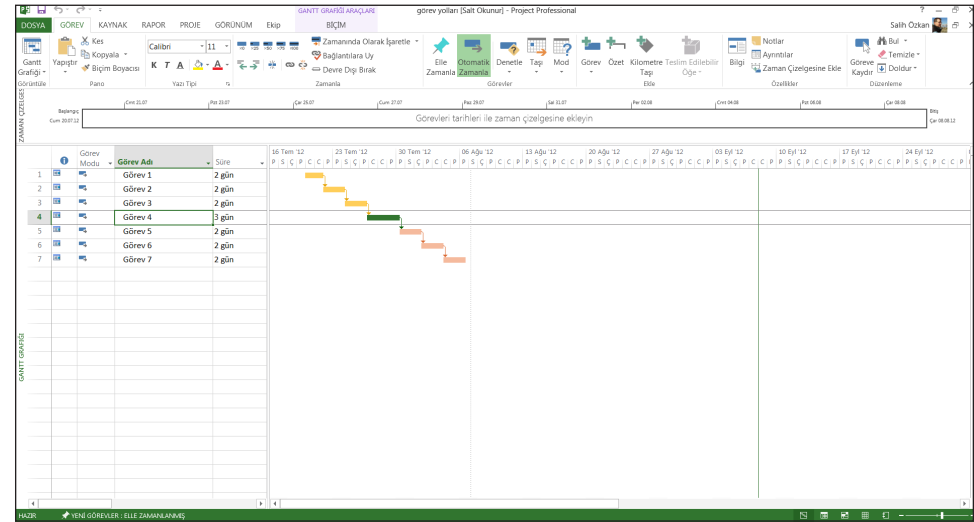 GANTT GRAFİĞİ ARAÇLARI
görev yolları [Salt Okunur] - Project Professional
DOSYA GÖREV KAYNAK RAPOR PROJE GÖRÜNÜM Ekip BİÇİM
Salih Özkan
Gantt Grafiği
Yapıştır
Kes
Kopyala
Biçim Boyacısı
Calibri 11
K T A
Zamanında Olarak İşaretle
Bağlantılara Uy
Devre Dışı Bırak
Elle Zamanla
Otomatik Zamanla
Denetle
Taşı
Mod
Görev
Özet
Kilometre Taşı
Teslim Edilebilir Öğe
Bilgi
Notlar
Ayrıntılar
Zaman Çizelgesine Ekle
Göreve Kaydır
Bul
Temizle
Doldur
Görüntüle Pano Yazı Tipi Zamanla Görevler Ekle Özellikler Düzenleme
Başlangıç
Cum 20.07.12
Cmt 21.07 Pzt 23.07 Çar 25.07 Cum 27.07 Paz 29.07 Sal 31.07 Per 02.08 Cmt 04.08 Pzt 06.08 Çar 08.08
Görevleri tarihleri ile zaman çizelgesine ekleyin
Bitiş
Çar 08.08.12
Görev Modu Görev Adı Süre
16 Tem '12 23 Tem '12 30 Tem '12 06 Ağu '12 13 Ağu '12 20 Ağu '12 27 Ağu '12 03 Eyl '12 10 Eyl '12 17 Eyl '12 24 Eyl '12
P S Ç P C C P P S Ç P C C P P S Ç P C C P P S Ç P C C P P S Ç P C C P P S Ç P C C P P S Ç P C C P P S Ç P C C P P S Ç P C C P P S Ç P C C P P S Ç P C C P
1 Görev 1 2 gün
2 Görev 2 2 gün
3 Görev 3 2 gün
4 Görev 4 3 gün
5 Görev 5 2 gün
6 Görev 6 2 gün
7 Görev 7 2 gün
GANTT GRAFİĞİ
HAZIR YENİ GÖREVLER : ELLE ZAMANLANMIŞ